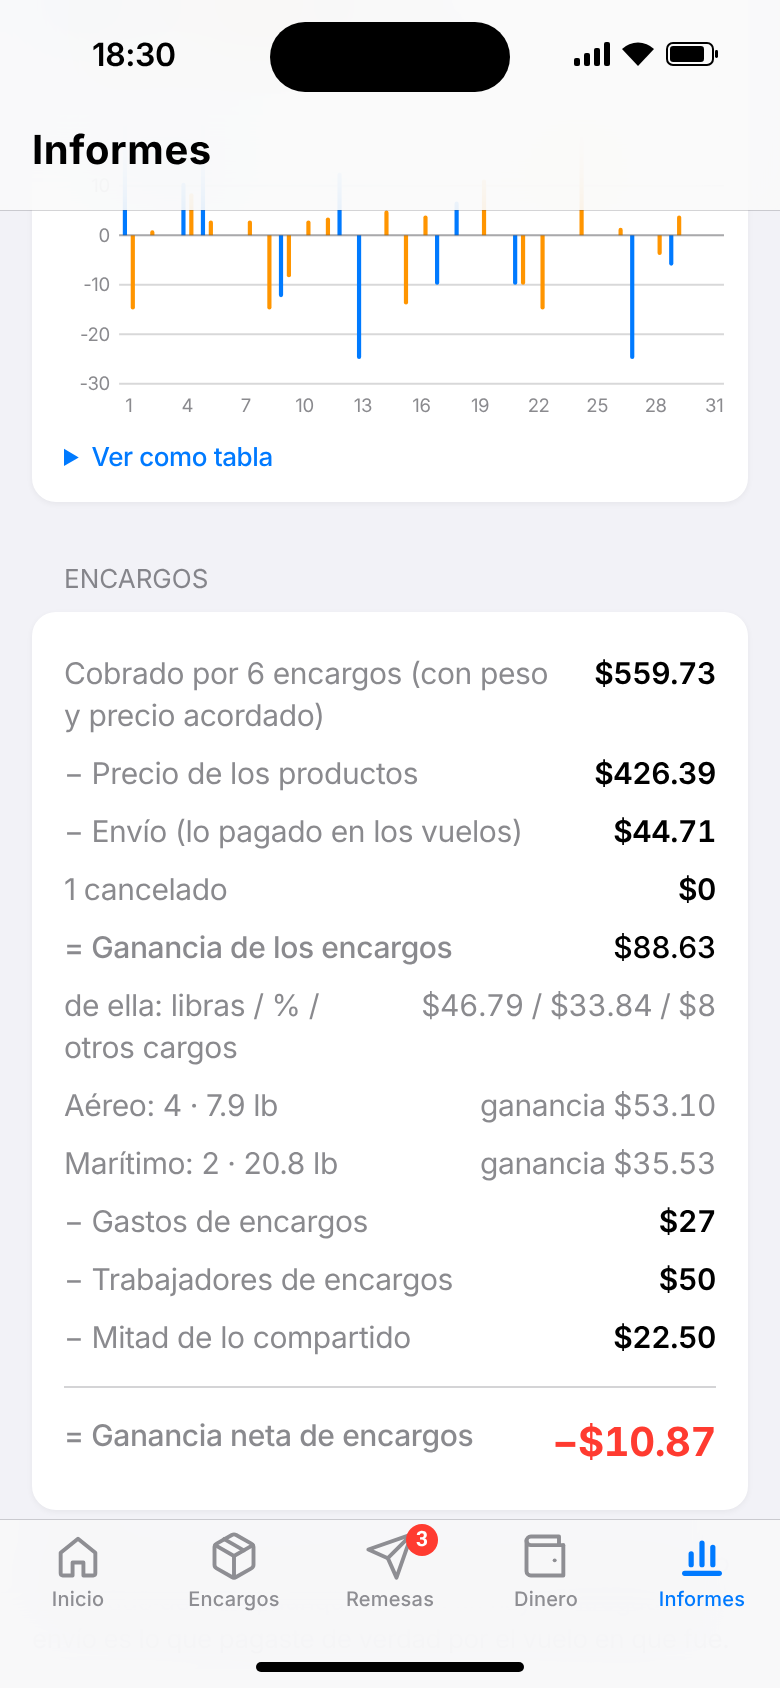 18:30
Informes
10
0
-10
-20
-30
1 4 7 10 13 16 19 22 25 28 31
Ver como tabla
ENCARGOS
Cobrado por 6 encargos (con peso $559.73
y precio acordado)
– Precio de los productos $426.39
– Envío (lo pagado en los vuelos) $44.71
1 cancelado $0
= Ganancia de los encargos $88.63
de ella: libras / % / $46.79 / $33.84 / $8
otros cargos
Aéreo: 4 · 7.9 lb ganancia $53.10
Marítimo: 2 · 20.8 lb ganancia $35.53
– Gastos de encargos $27
– Trabajadores de encargos $50
– Mitad de lo compartido $22.50
= Ganancia neta de encargos –$10.87
3
Inicio Encargos Remesas Dinero Informes